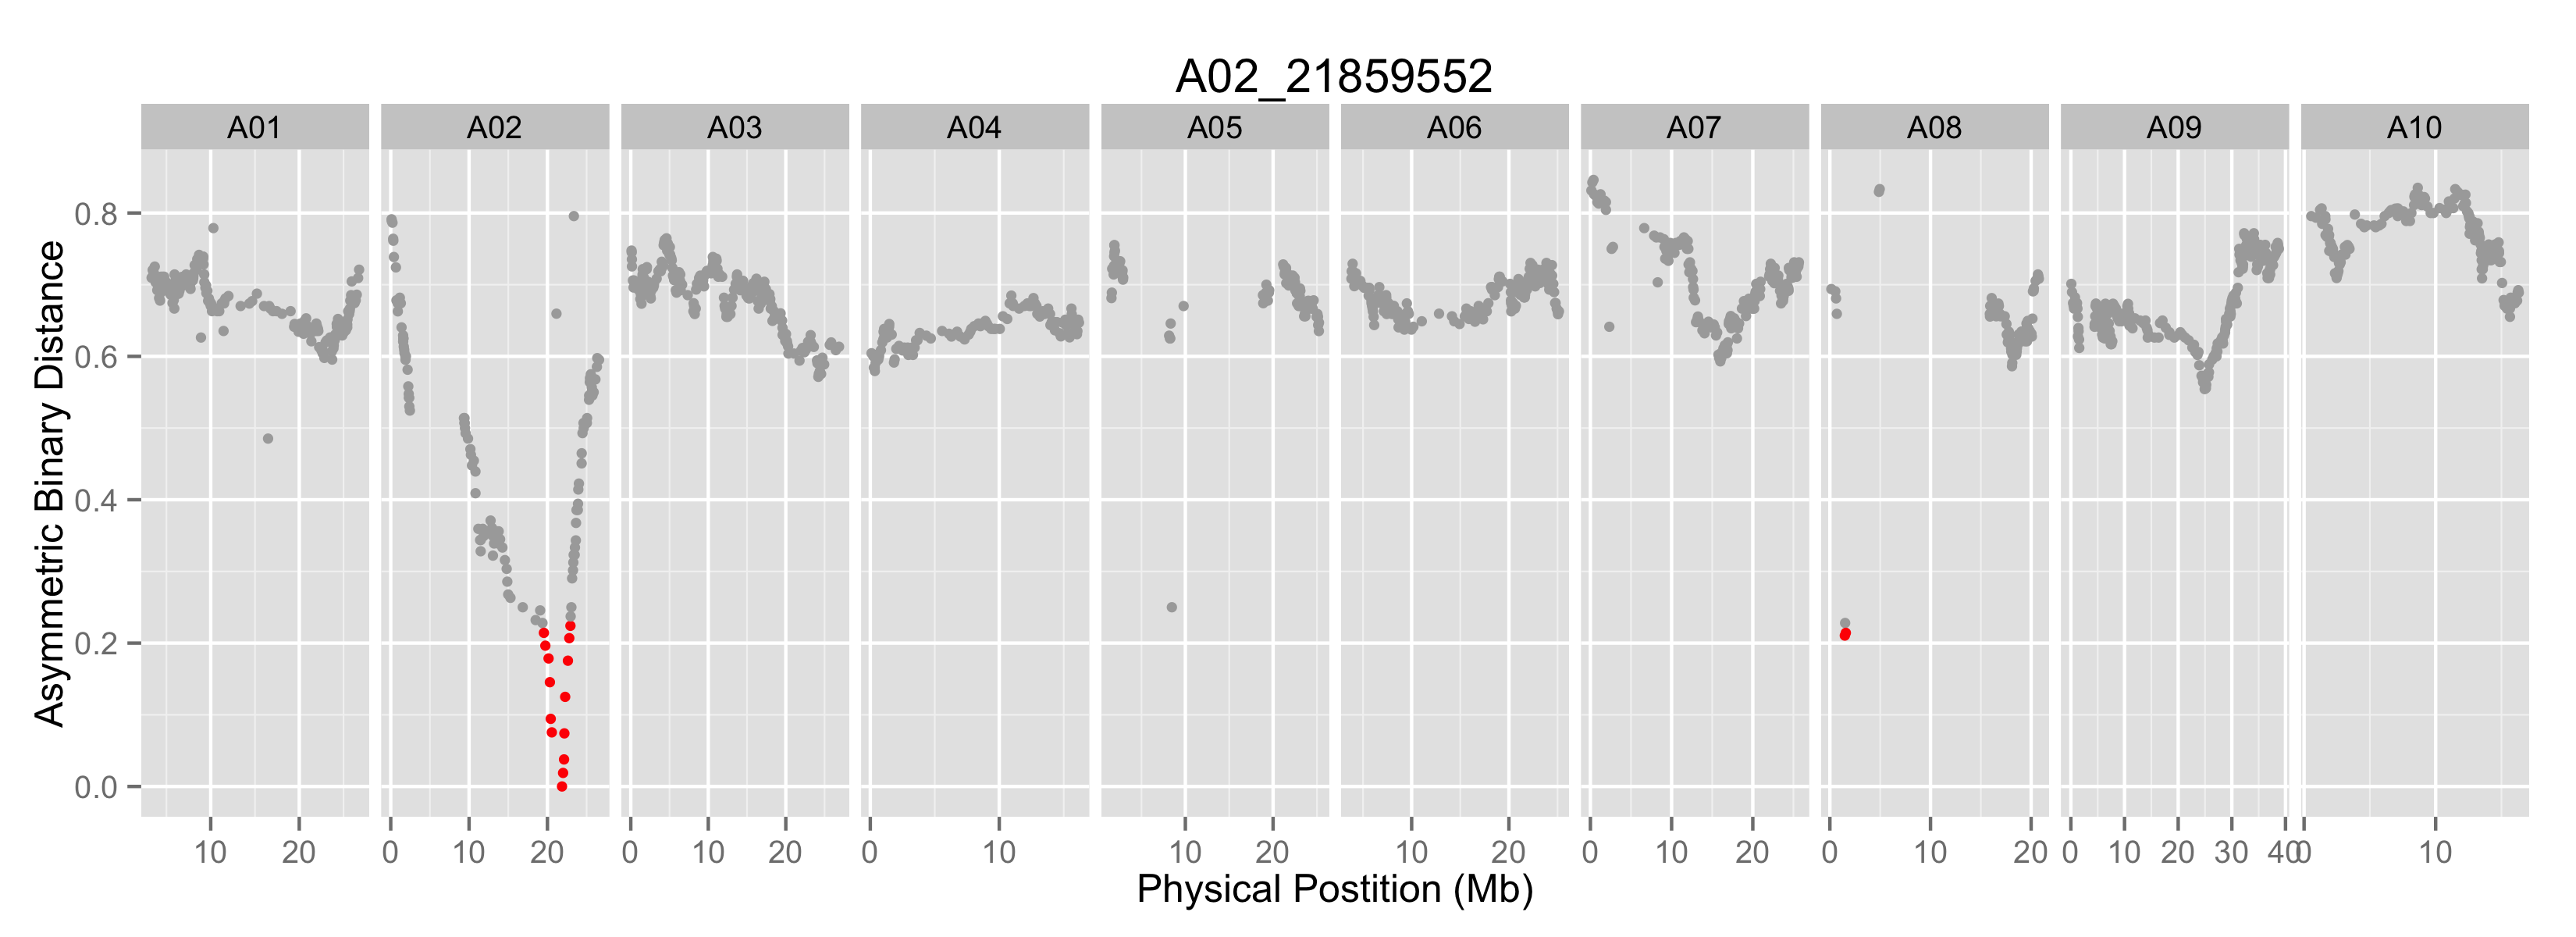 A02_21859552
A01 A02 A03 A04 A05 A06 A07 A08 A09 A10
Asymmetric Binary Distance
0.8
0.6
0.4
0.2
0.0
10 20 0 10 20 0 10 20 0 10 10 20 10 20 0 10 20 0 10 20 0 10 20 30 40 0 10
Physical Postition (Mb)